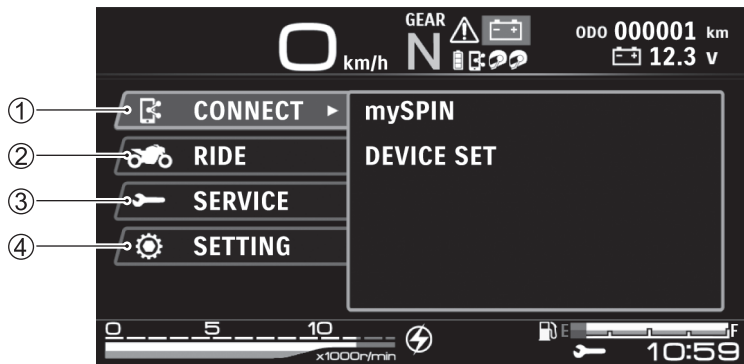 GEAR
0 km/h N
ODO 000001 km
12.3 v
① CONNECT
② RIDE
③ SERVICE
④ SETTING
mySPIN
DEVICE SET
0 5 10
x1000r/min
E F
10:59